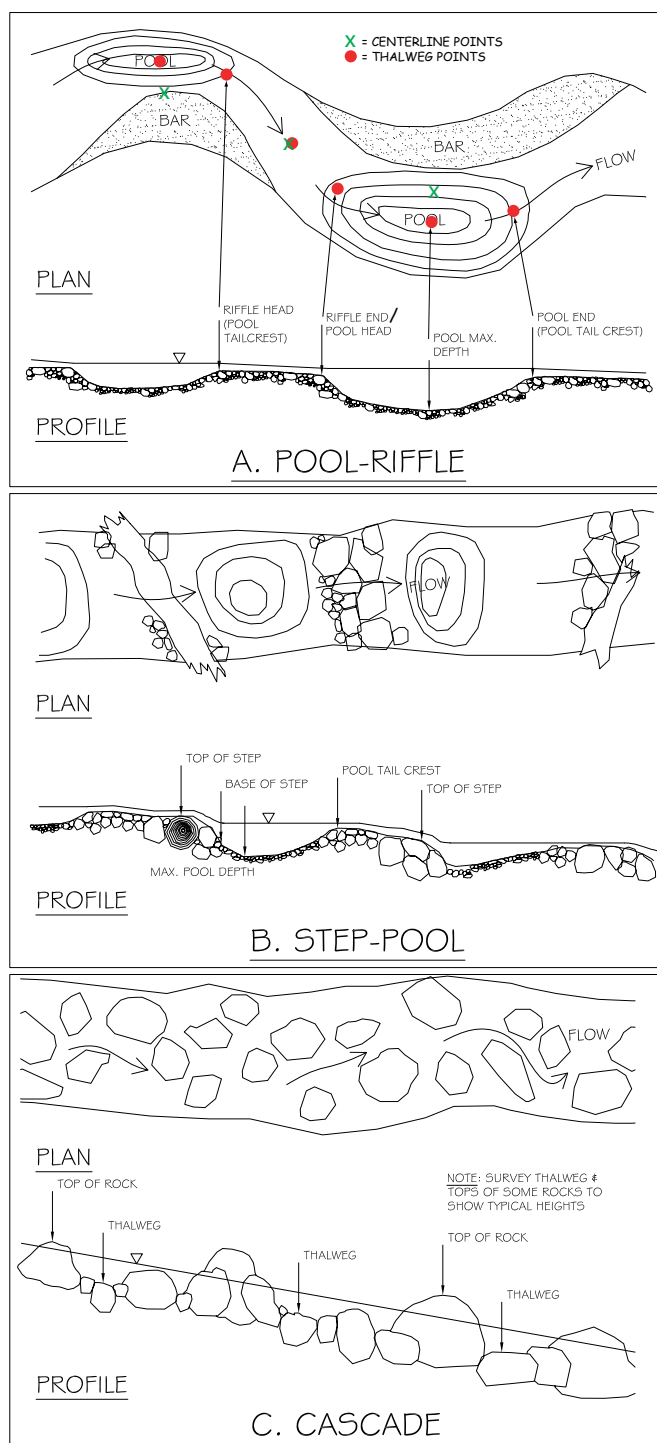 X = CENTERLINE POINTS
= THALWEG POINTS
POOL
BAR
BAR
FLOW
POOL
PLAN
RIFFLE HEAD
(POOL
TAILCREST)
RIFFLE END/
POOL HEAD
POOL MAX.
DEPTH
POOL END
(POOL TAIL CREST)
PROFILE
A. POOL-RIFFLE
FLOW
PLAN
TOP OF STEP
BASE OF STEP
POOL TAIL CREST
TOP OF STEP
MAX. POOL DEPTH
PROFILE
B. STEP-POOL
FLOW
PLAN
TOP OF ROCK
THALWEG
THALWEG
NOTE: SURVEY THALWEG &
TOPS OF SOME ROCKS TO
SHOW TYPICAL HEIGHTS
TOP OF ROCK
THALWEG
PROFILE
C. CASCADE